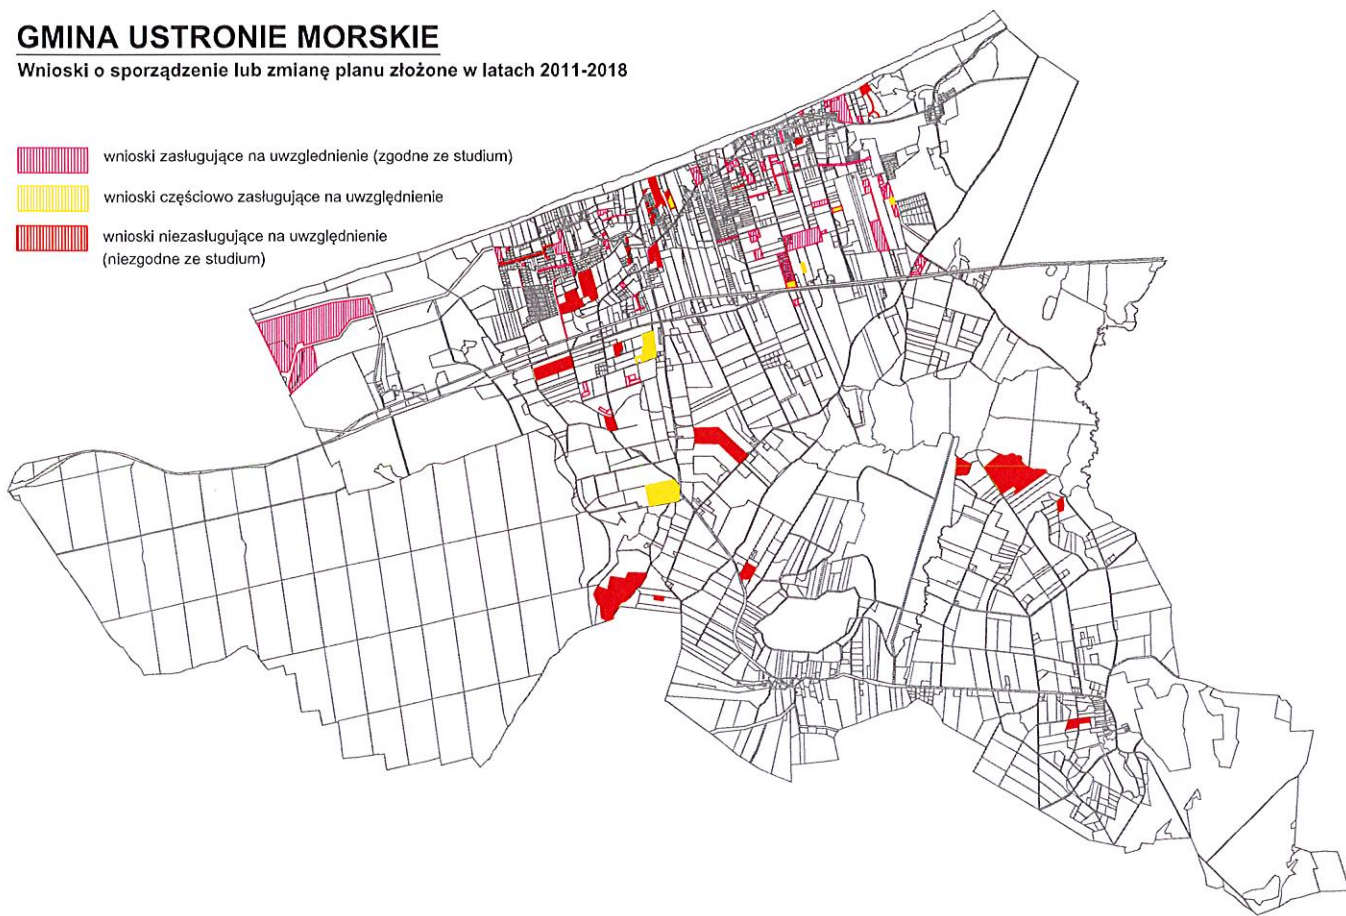 GMINA USTRONIE MORSKIE
Wnioski o sporządzenie lub zmianę planu złożone w latach 2011-2018
wnioski zasługujące na uwzglednienie (zgodne ze studium)
wnioski częściowo zasługujące na uwzględnienie
wnioski niezasługujące na uwzględnienie
(niezgodne ze studium)